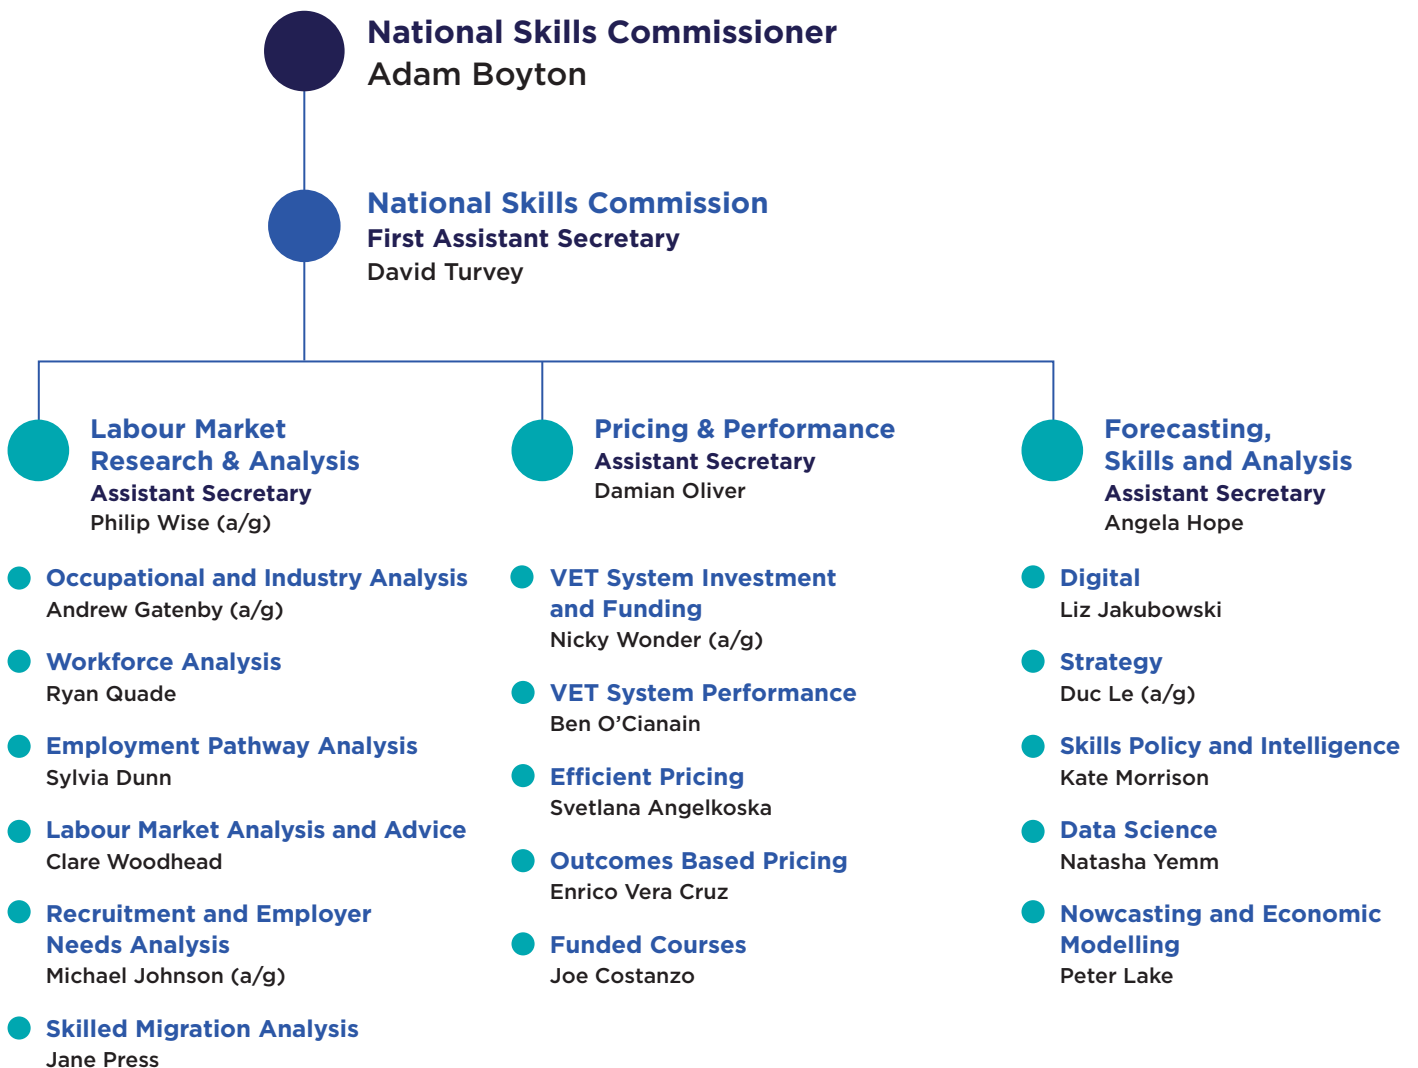 National Skills Commissioner
Adam Boyton
National Skills Commission
First Assistant Secretary
David Turvey
Labour Market
Research & Analysis
Assistant Secretary
Philip Wise (a/g)
Occupational and Industry Analysis
Andrew Gatenby (a/g)
Workforce Analysis
Ryan Quade
Employment Pathway Analysis
Sylvia Dunn
Labour Market Analysis and Advice
Clare Woodhead
Recruitment and Employer
Needs Analysis
Michael Johnson (a/g)
Skilled Migration Analysis
Jane Press
Pricing & Performance
Assistant Secretary
Damian Oliver
VET System Investment
and Funding
Nicky Wonder (a/g)
VET System Performance
Ben O’Cianain
Efficient Pricing
Svetlana Angelkoska
Outcomes Based Pricing
Enrico Vera Cruz
Funded Courses
Joe Costanzo
Forecasting,
Skills and Analysis
Assistant Secretary
Angela Hope
Digital
Liz Jakubowski
Strategy
Duc Le (a/g)
Skills Policy and Intelligence
Kate Morrison
Data Science
Natasha Yemm
Nowcasting and Economic
Modelling
Peter Lake